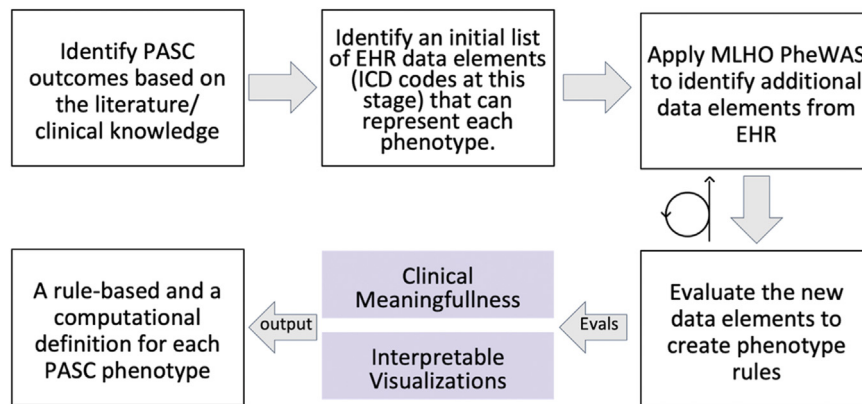 Identify PASC
outcomes based on
the literature/
clinical knowledge
Identify an initial list
of EHR data elements
(ICD codes at this
stage) that can
represent each
phenotype.
Apply MLHO PheWAS
to identify additional
data elements from
EHR
Evaluate the new
data elements to
create phenotype
rules
Evals
Clinical
Meaningfullness
Interpretable
Visualizations
output
A rule-based and a
computational
definition for each
PASC phenotype